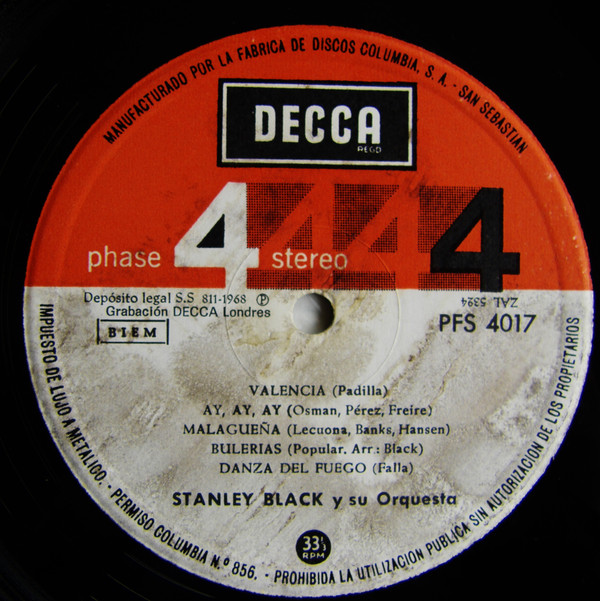 MANUFACTURADO POR LA FABRICA DE DISCOS COLUMBIA, S. A. - SAN SEBASTIAN
DECCA
REGD
phase 4 stereo 4
Depósito legal S.S 811-1968 Ⓟ
Grabación DECCA Londres
BIEM
ZAL 5324
PFS 4017
VALENCIA (Padilla)
AY, AY, AY (Osman, Pérez, Freire)
MALAGUEÑA (Lecuona, Banks, Hansen)
BULERIAS (Popular. Arr.: Black)
DANZA DEL FUEGO (Falla)
STANLEY BLACK y su Orquesta
33⅓
RPM
IMPUESTO DE LUJO A METALICO. - PERMISO COLUMBIA N.º 856. - PROHIBIDA LA UTILIZACION PUBLICA SIN AUTORIZACION DE LOS PROPIETARIOS